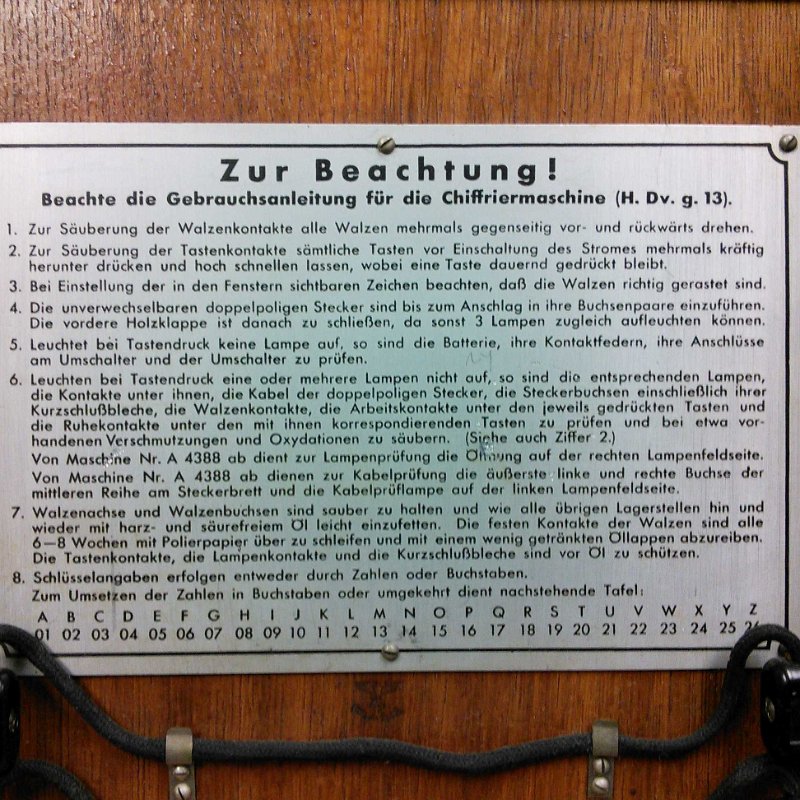 Zur Beachtung!
Beachte die Gebrauchsanleitung für die Chiffriermaschine (H. Dv. g. 13).
1. Zur Säuberung der Walzenkontakte alle Walzen mehrmals gegenseitig vor- und rückwärts drehen.
2. Zur Säuberung der Tastenkontakte sämtliche Tasten vor Einschaltung des Stromes mehrmals kräftig
herunter drücken und hoch schnellen lassen, wobei eine Taste dauernd gedrückt bleibt.
3. Bei Einstellung der in den Fenstern sichtbaren Zeichen beachten, daß die Walzen richtig gerastet sind.
4. Die unverwechselbaren doppelpoligen Stecker sind bis zum Anschlag in ihre Buchsenpaare einzuführen.
Die vordere Holzklappe ist danach zu schließen, da sonst 3 Lampen zugleich aufleuchten können.
5. Leuchtet bei Tastendruck keine Lampe auf, so sind die Batterie, ihre Kontaktfedern, ihre Anschlüsse
am Umschalter und der Umschalter zu prüfen.
6. Leuchten bei Tastendruck eine oder mehrere Lampen nicht auf, so sind die entsprechenden Lampen,
die Kontakte unter ihnen, die Kabel der doppelpoligen Stecker, die Steckerbuchsen einschließlich ihrer
Kurzschlußbleche, die Walzenkontakte, die Arbeitskontakte unter den jeweils gedrückten Tasten und
die Ruhekontakte unter den mit ihnen korrespondierenden Tasten zu prüfen und bei etwa vor-
handenen Verschmutzungen und Oxydationen zu säubern. (Siehe auch Ziffer 2.)
Von Maschine Nr. A 4388 ab dient zur Lampenprüfung die Öffnung auf der rechten Lampenfeldseite.
Von Maschine Nr. A 4388 ab dienen zur Kabelprüfung die äußerste linke und rechte Buchse der
mittleren Reihe am Steckerbrett und die Kabelprüflampe auf der linken Lampenfeldseite.
7. Walzenachse und Walzenbuchsen sind sauber zu halten und wie alle übrigen Lagerstellen hin und
wieder mit harz- und säurefreiem Öl leicht einzufetten. Die festen Kontakte der Walzen sind alle
6—8 Wochen mit Polierpapier über zu schleifen und mit einem wenig getränkten Öllappen abzureiben.
Die Tastenkontakte, die Lampenkontakte und die Kurzschlußbleche sind vor Öl zu schützen.
8. Schlüsselangaben erfolgen entweder durch Zahlen oder Buchstaben.
Zum Umsetzen der Zahlen in Buchstaben oder umgekehrt dient nachstehende Tafel:
A B C D E F G H I J K L M N O P Q R S T U V W X Y Z
01 02 03 04 05 06 07 08 09 10 11 12 13 14 15 16 17 18 19 20 21 22 23 24 25 26